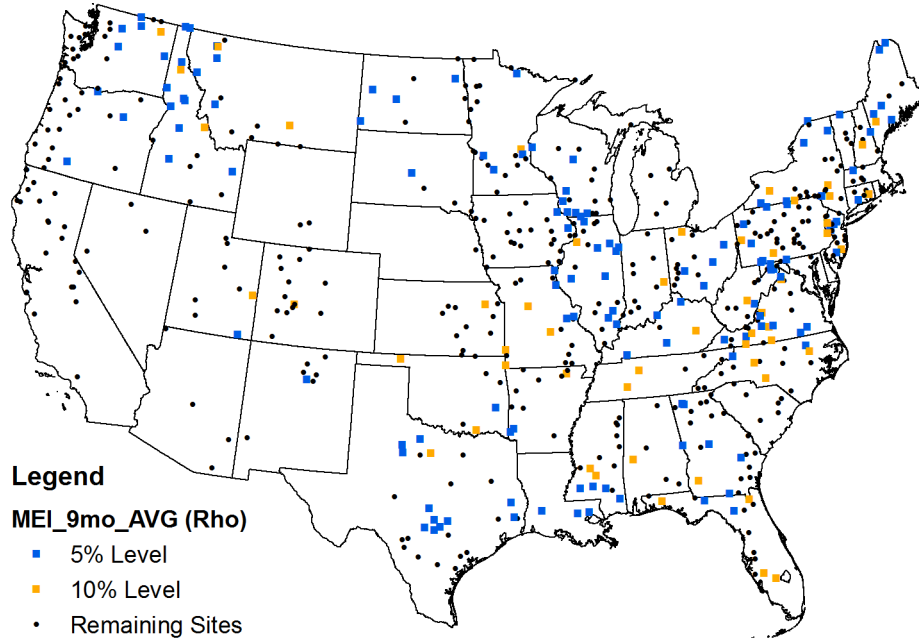 Legend
MEI_9mo_AVG (Rho)
5% Level
10% Level
Remaining Sites